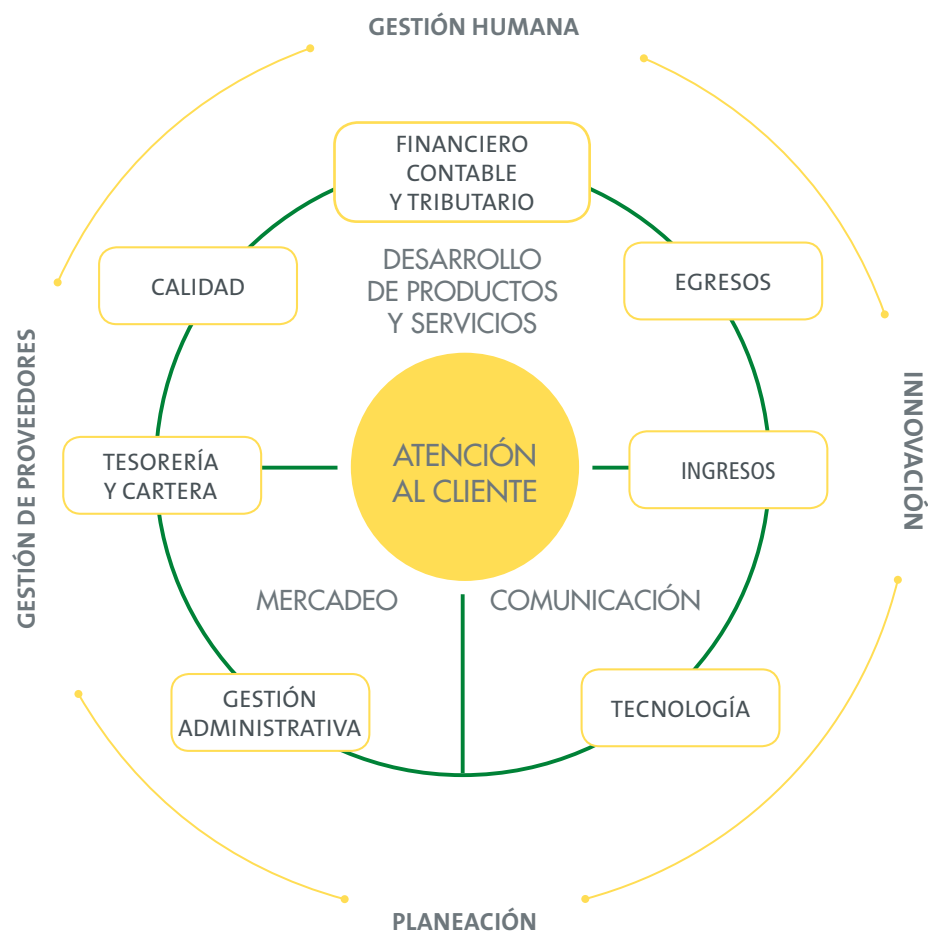 GESTIÓN HUMANA
FINANCIERO
CONTABLE
Y TRIBUTARIO
CALIDAD
DESARROLLO
DE PRODUCTOS
Y SERVICIOS
EGRESOS
GESTIÓN DE PROVEEDORES
INNOVACIÓN
TESORERÍA
Y CARTERA
ATENCIÓN
AL CLIENTE
INGRESOS
MERCADEO
COMUNICACIÓN
GESTIÓN
ADMINISTRATIVA
TECNOLOGÍA
PLANEACIÓN